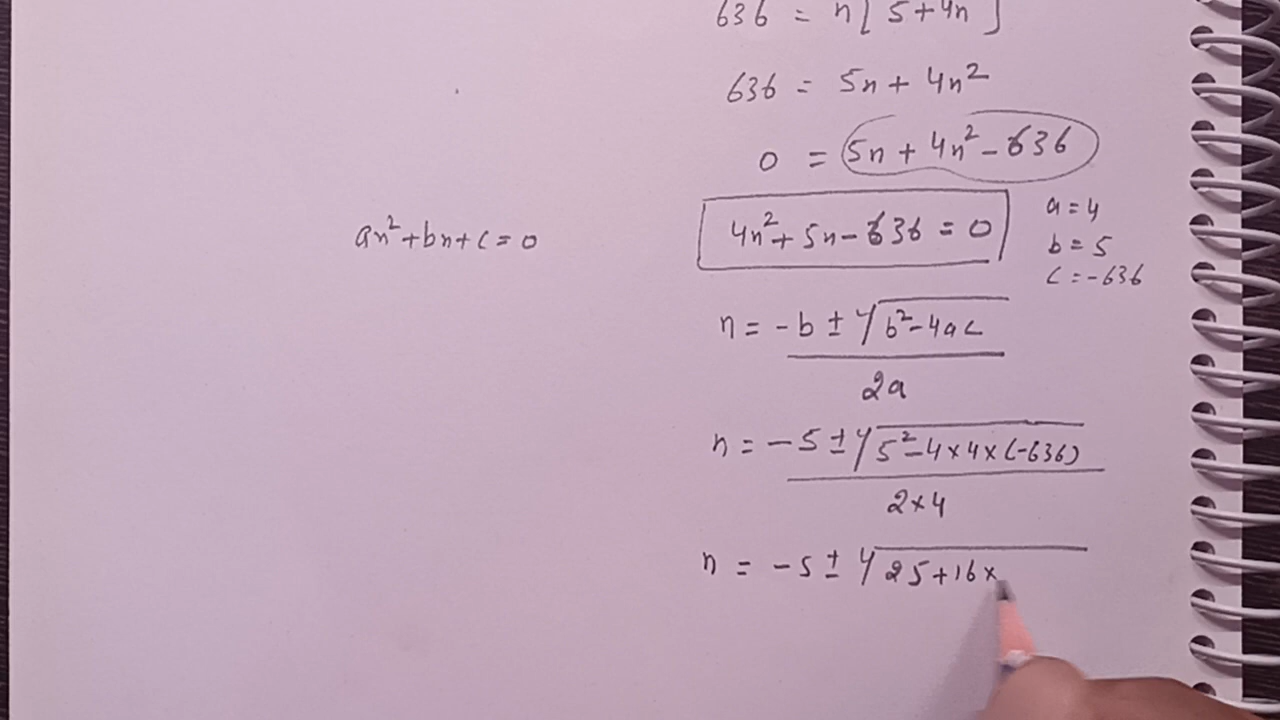 636 = n[5+4n]
636 = 5n + 4n²
0 = 5n + 4n² - 636
an² + bn + c = 0
4n² + 5n - 636 = 0
a = 4
b = 5
c = -636
n = -b ± √b² - 4ac
2a
n = -5 ± √5² - 4×4×(-636)
2×4
n = -5 ± √25 + 16×